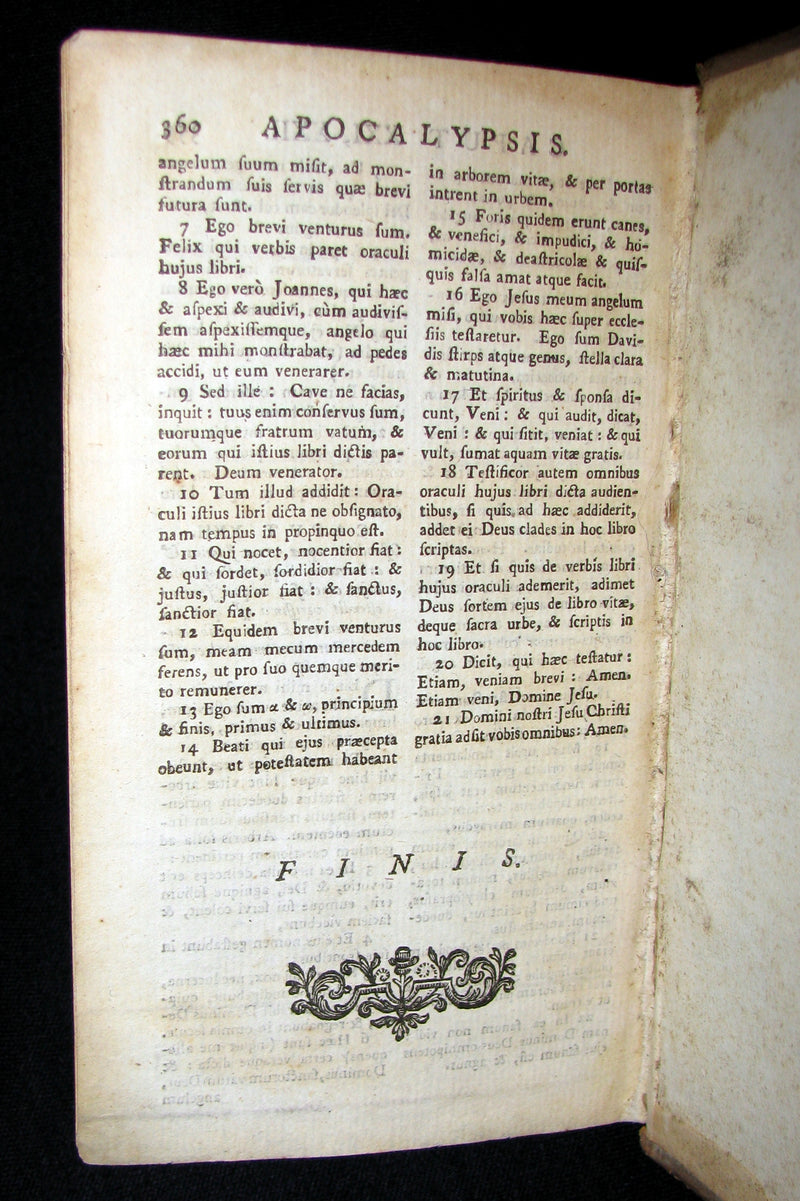 360 APOCALYPSIS.
angelum ſuum miſit, ad mon-
ſtrandum ſuis ſervis quæ brevi
futura ſunt.
7 Ego brevi venturus ſum.
Felix qui verbis paret oraculi
hujus libri.
8 Ego verò Joannes, qui hæc
& aſpexi & audivi, cùm audiviſ-
ſem aſpexiſſemque, angelo qui
hæc mihi monſtrabat, ad pedes
accidi, ut eum venerarer.
9 Sed ille : Cave ne facias,
inquit : tuus enim conſervus ſum,
tuorumque fratrum vatum, &
eorum qui iſtius libri dictis pa-
rent. Deum venerator.
10 Tum illud addidit : Ora-
culi iſtius libri dicta ne obſignato,
nam tempus in propinquo eſt.
11 Qui nocet, nocentior fiat :
& qui ſordet, ſordidior fiat : &
juſtus, juſtior fiat : & ſanctus,
ſanctior fiat.
12 Equidem brevi venturus
ſum, meam mecum mercedem
ferens, ut pro ſuo quemque meri-
to remunerer.
13 Ego ſum α & ω, principium
& finis, primus & ultimus.
14 Beati qui ejus præcepta
obeunt, ut poteſtatem habeant
in arborem vitæ, & per portas
intrent in urbem.
15 Foris quidem erunt canes,
& venefici, & impudici, & ho-
micidæ, & deaſtricolæ & quiſ-
quis falſa amat atque facit.
16 Ego Jeſus meum angelum
miſi, qui vobis hæc ſuper eccle-
ſiis teſtaretur. Ego ſum Davi-
dis ſtirps atque genus, ſtella clara
& matutina.
17 Et ſpiritus & ſponſa di-
cunt, Veni : & qui audit, dicat,
Veni : & qui ſitit, veniat : & qui
vult, ſumat aquam vitæ gratis.
18 Teſtificor autem omnibus
oraculi hujus libri dicta audien-
tibus, ſi quis ad hæc addiderit,
addet ei Deus clades in hoc libro
ſcriptas.
19 Et ſi quis de verbis libri
hujus oraculi ademerit, adimet
Deus ſortem ejus de libro vitæ,
deque ſacra urbe, & ſcriptis in
hoc libro.
20 Dicit, qui hæc teſtatur :
Etiam, veniam brevi : Amen.
Etiam veni, Domine Jeſu.
21 Domini noſtri Jeſu Chriſti
gratia adſit vobis omnibus : Amen.
F I N I S.